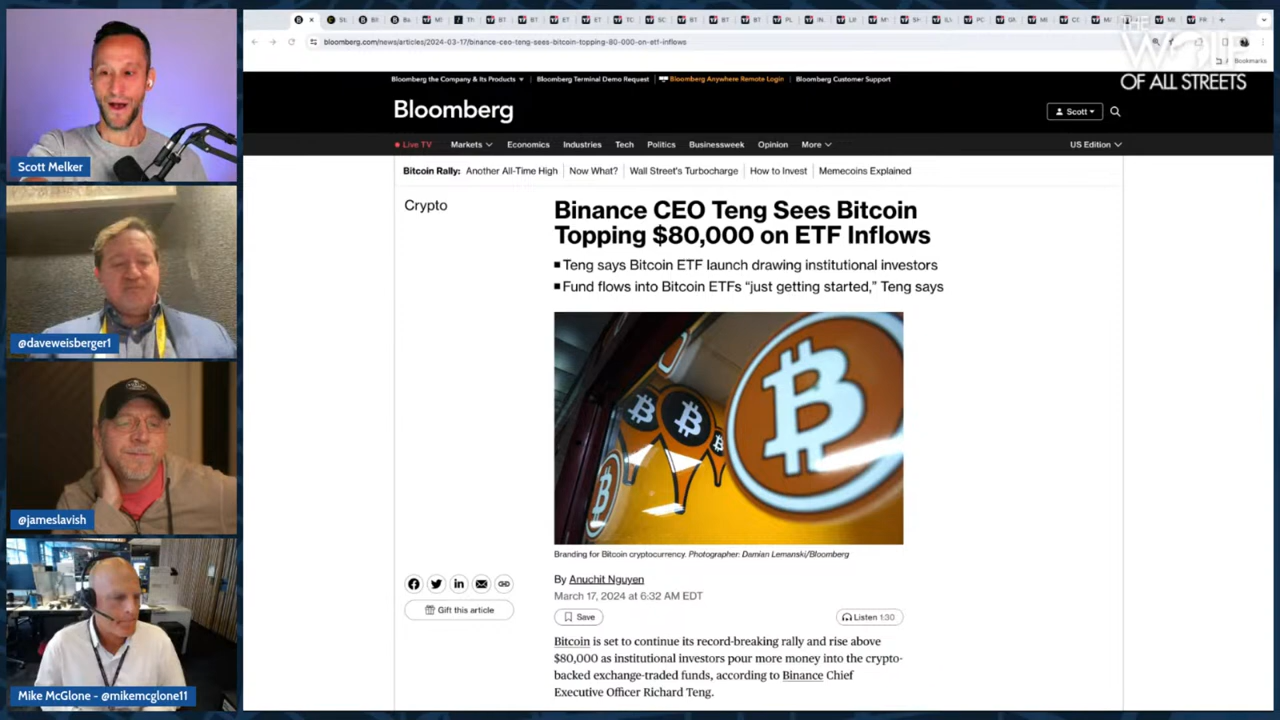 bloomberg.com/news/articles/2024-03-17/binance-ceo-teng-sees-bitcoin-topping-80-000-on-etf-inflows
Bookmarks
THE
WOLF
OF ALL STREETS
Bloomberg the Company & Its Products
Bloomberg Terminal Demo Request
Bloomberg Anywhere Remote Login
Bloomberg Customer Support
Bloomberg
Scott
Live TV
Markets
Economics
Industries
Tech
Politics
Businessweek
Opinion
More
US Edition
Bitcoin Rally:
Another All-Time High
Now What?
Wall Street's Turbocharge
How to Invest
Memecoins Explained
Crypto
Binance CEO Teng Sees Bitcoin
Topping $80,000 on ETF Inflows
Teng says Bitcoin ETF launch drawing institutional investors
Fund flows into Bitcoin ETFs “just getting started,” Teng says
Branding for Bitcoin cryptocurrency. Photographer: Damian Lemanski/Bloomberg
By Anuchit Nguyen
March 17, 2024 at 6:32 AM EDT
Gift this article
Save
Listen 1:30
Bitcoin is set to continue its record-breaking rally and rise above
$80,000 as institutional investors pour more money into the crypto-
backed exchange-traded funds, according to Binance Chief
Executive Officer Richard Teng.
Scott Melker
@daveweisberger1
@jameslavish
Mike McGlone - @mikemcglone11